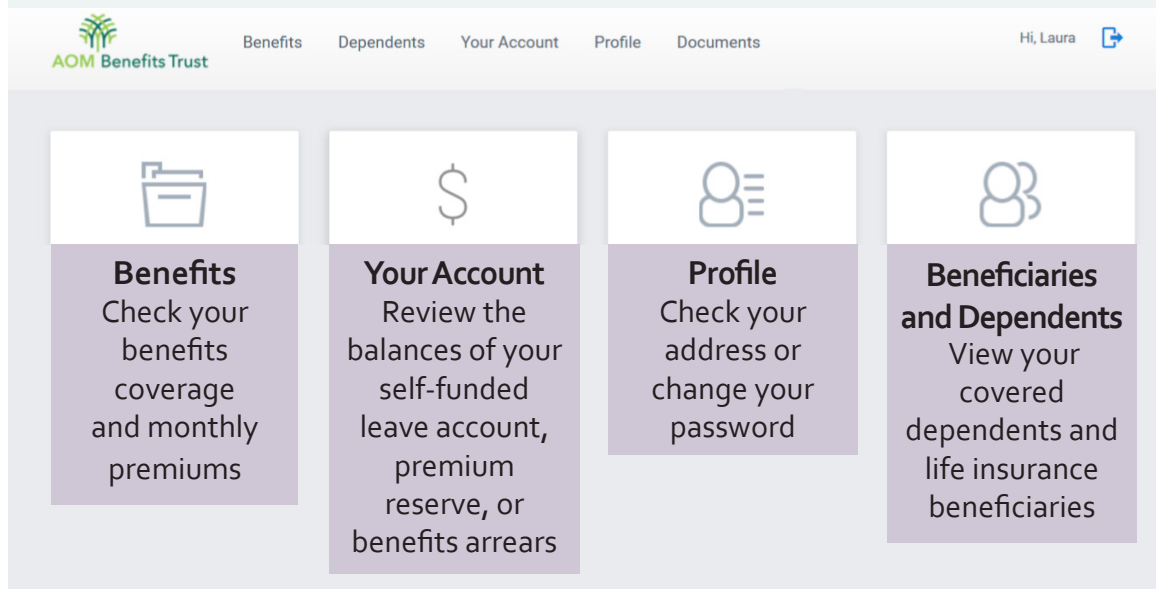 AOM Benefits Trust
Benefits Dependents Your Account Profile Documents
Hi, Laura
$
Benefits
Check your
benefits
coverage
and monthly
premiums
Your Account
Review the
balances of your
self-funded
leave account,
premium
reserve, or
benefits arrears
Profile
Check your
address or
change your
password
Beneficiaries
and Dependents
View your
covered
dependents and
life insurance
beneficiaries